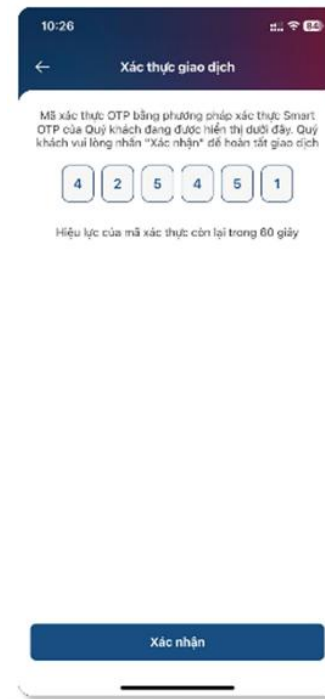 10:26
84
Xác thực giao dịch
Mã xác thực OTP bằng phương pháp xác thực Smart
OTP của Quý khách đang được hiển thị dưới đây. Quý
khách vui lòng nhấn "Xác nhận" để hoàn tất giao dịch
4 2 5 4 5 1
Hiệu lực của mã xác thực còn lại trong 60 giây
Xác nhận